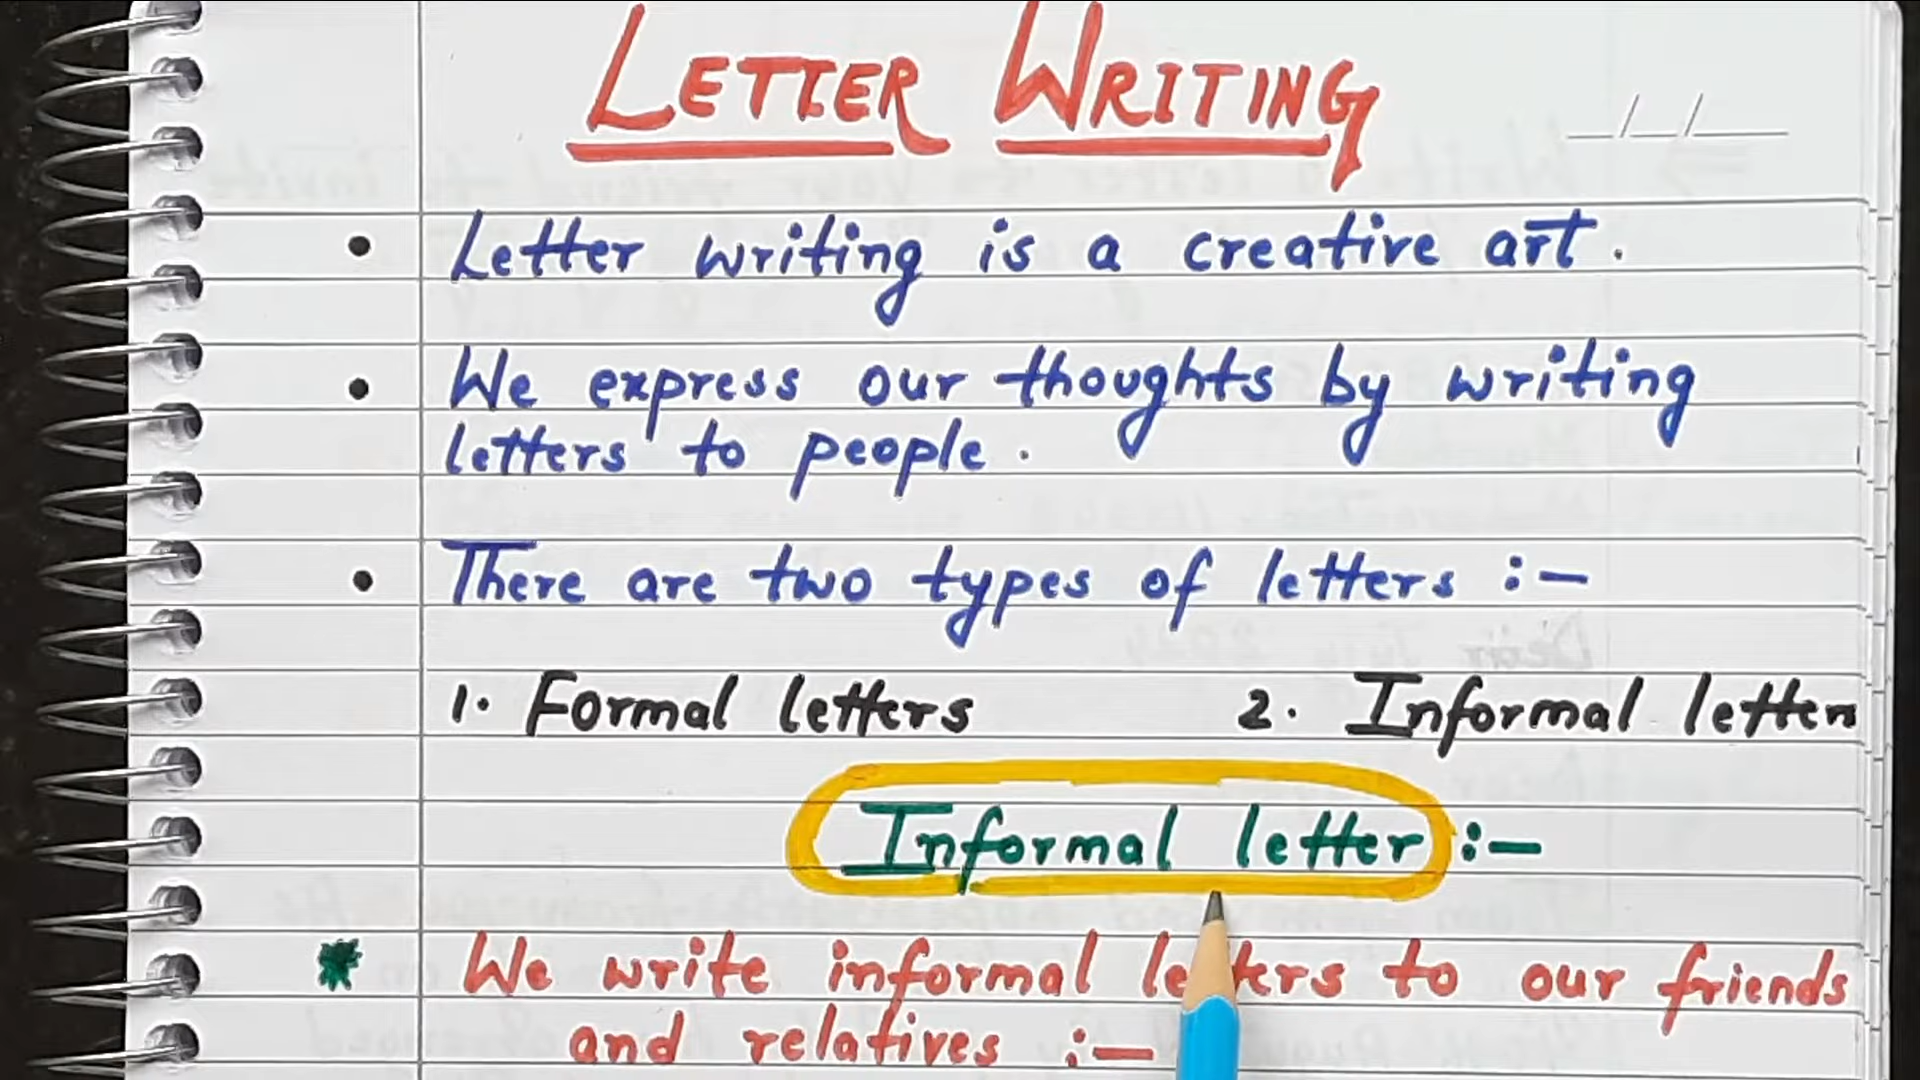 LETTER WRITING
• Letter writing is a creative art.
• We express our thoughts by writing
letters to people.
• There are two types of letters :-
1. Formal letters 2. Informal letters
Informal letter :-
* We write informal letters to our friends
and relatives :-